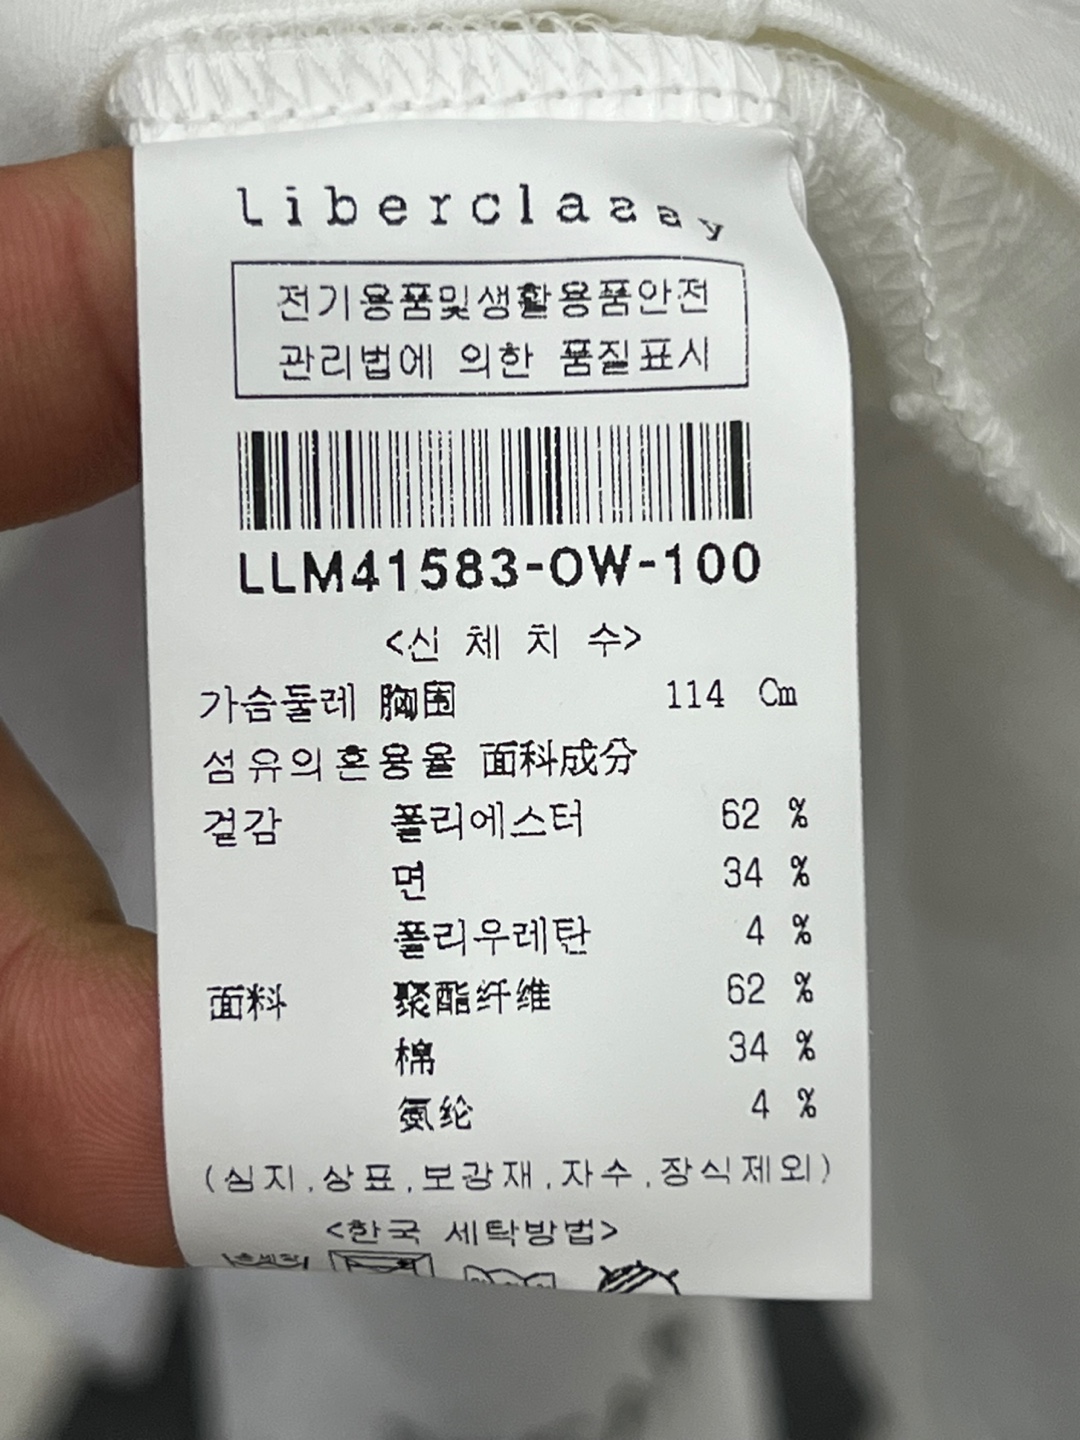 liberclassy
전기용품및생활용품안전
관리법에 의한 품질표시
LLM41583-OW-100
<신 체 치 수>
가슴둘레 胸围 114 Cm
섬유의혼용율 面科成分
겉감 폴리에스터 62 %
면 34 %
폴리우레탄 4 %
面料 聚酯纤维 62 %
棉 34 %
氨纶 4 %
(심지,상표,보강재,자수,장식제외)
<한국 세탁방법>